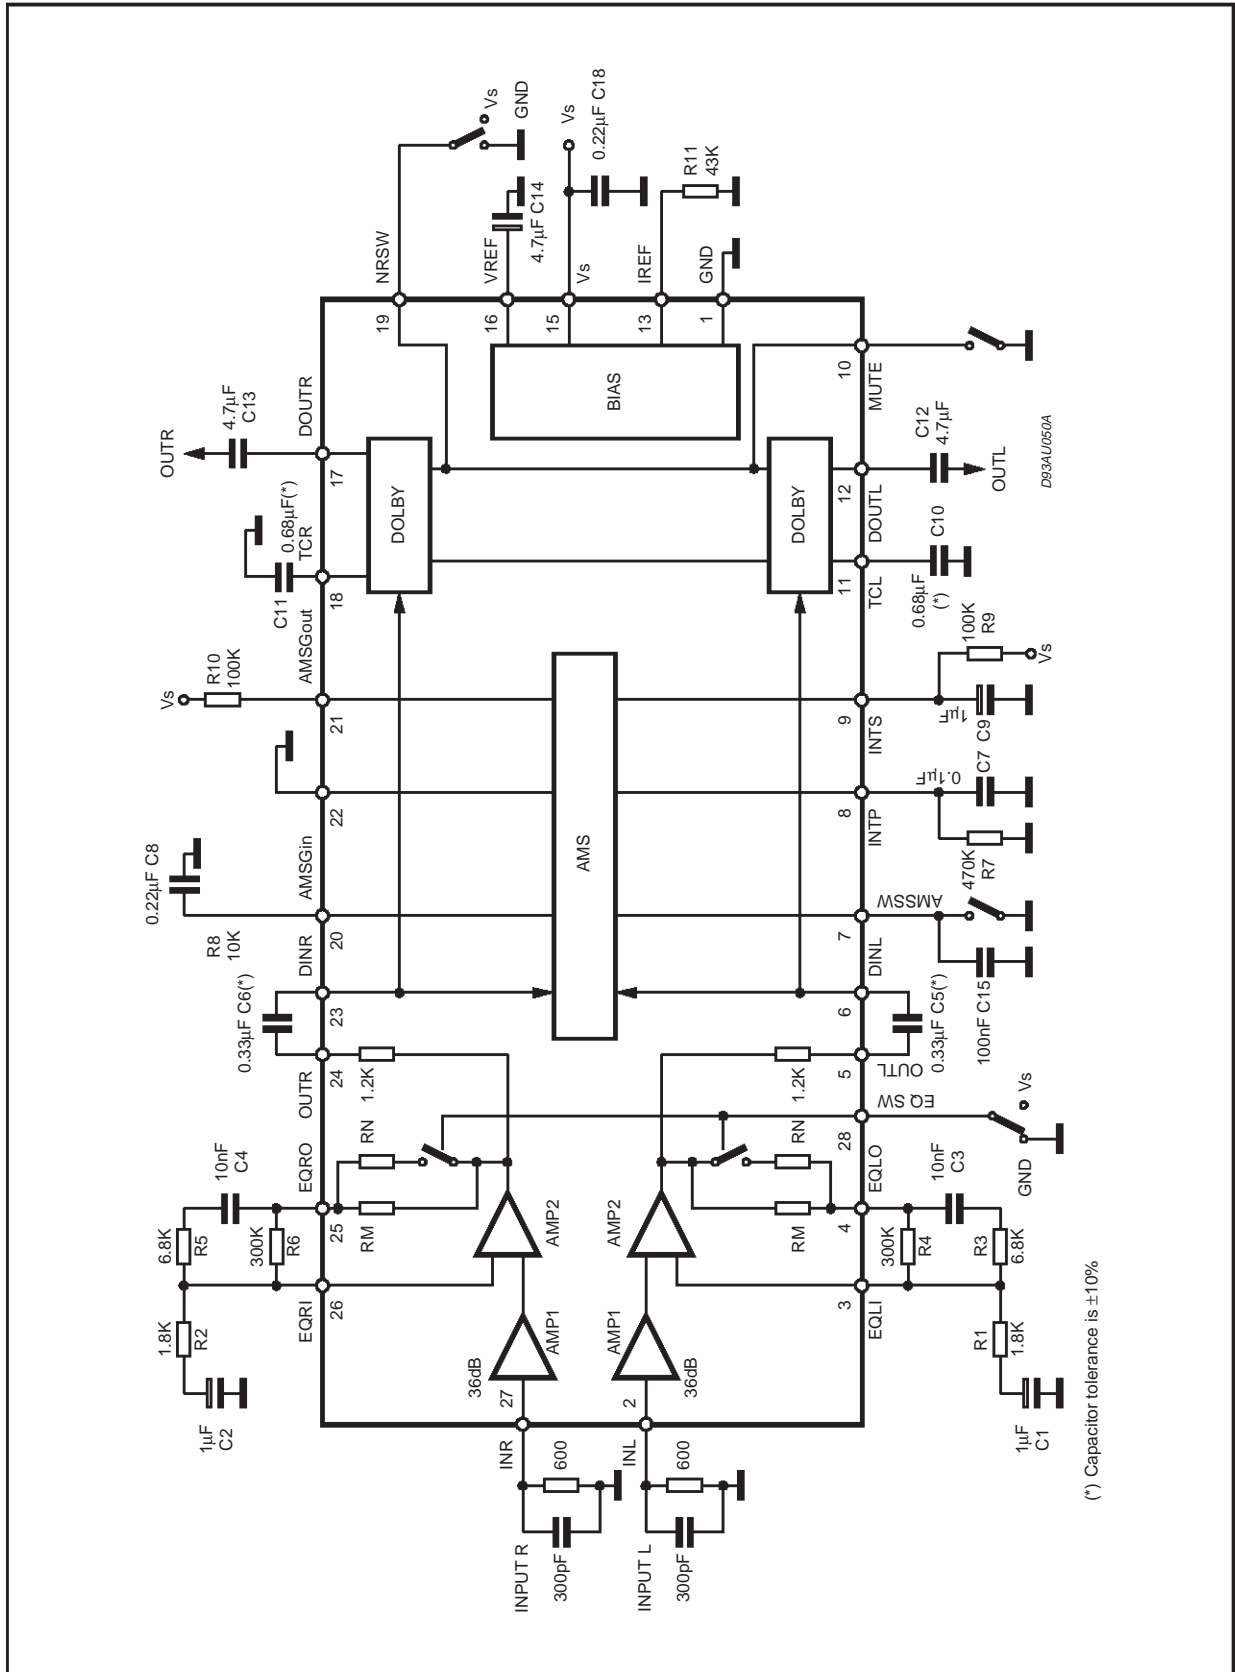 OUTR
4.7µF
C13
DOUTR
17
C11
0.68µF(*)
TCR
18
AMSGout
Vs
R10
100K
21
22
0.22µF C8
AMSGin
R8
10K
20
DINR
0.33µF C6(*)
23
OUTR
24
1.2K
10nF
C4
EQRO
25
6.8K
R5
300K
R6
EQRI
26
1.8K
R2
1µF
C2
RN
RM
AMP2
AMP1
36dB
27
INR
600
INPUT R
300pF
DOLBY
NRSW
19
Vs
GND
VREF
16
4.7µF C14
Vs
15
Vs
0.22µF C18
IREF
13
R11
43K
GND
1
BIAS
AMS
DOLBY
MUTE
10
C12
4.7µF
OUTL
DOUTL
12
D93AU050A
TCL
11
0.68µF
(*)
C10
100K
R9
Vs
INTS
9
1µF
C9
INTP
8
0.1µF
C7
470K
R7
AMSSW
7
100nF C15
DINL
6
0.33µF C5(*)
OUTL
5
1.2K
EQ SW
28
Vs
GND
EQLO
4
10nF
C3
RN
RM
300K
R4
R3
6.8K
EQLI
3
R1
1.8K
1µF
C1
AMP2
AMP1
36dB
2
INL
600
INPUT L
300pF
(*) Capacitor tolerance is ±10%